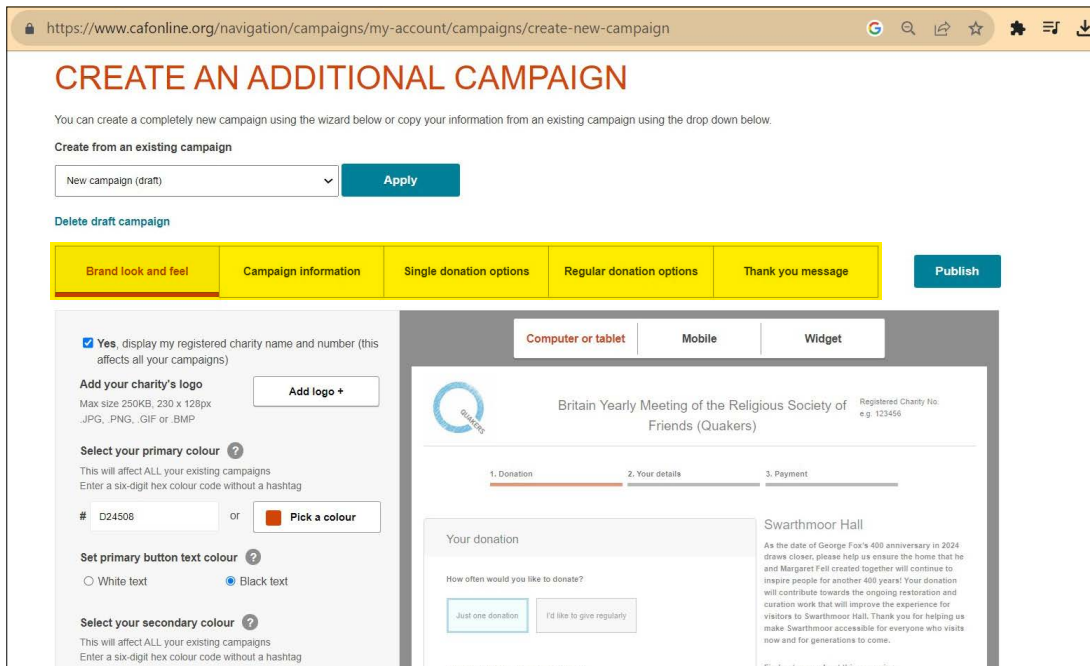 https://www.cafonline.org/navigation/campaigns/my-account/campaigns/create-new-campaign
CREATE AN ADDITIONAL CAMPAIGN
You can create a completely new campaign using the wizard below or copy your information from an existing campaign using the drop down below.
Create from an existing campaign
New campaign (draft)
Apply
Delete draft campaign
Brand look and feel
Campaign information
Single donation options
Regular donation options
Thank you message
Publish
Yes, display my registered charity name and number (this
affects all your campaigns)
Add your charity's logo
Max size 250KB, 230 x 128px
.JPG, .PNG, .GIF or .BMP
Add logo +
Select your primary colour ?
This will affect ALL your existing campaigns
Enter a six-digit hex colour code without a hashtag
# D24508 or Pick a colour
Set primary button text colour ?
White text
Black text
Select your secondary colour ?
This will affect ALL your existing campaigns
Enter a six-digit hex colour code without a hashtag
Computer or tablet
Mobile
Widget
QUAKERS
Britain Yearly Meeting of the Religious Society of
Friends (Quakers)
Registered Charity No.
e.g. 123456
1. Donation
2. Your details
3. Payment
Your donation
How often would you like to donate?
Just one donation
I'd like to give regularly
Swarthmoor Hall
As the date of George Fox's 400 anniversary in 2024
draws closer, please help us ensure the home that he
and Margaret Fell created together will continue to
inspire people for another 400 years! Your donation
will contribute towards the ongoing restoration and
curation work that will improve the experience for
visitors to Swarthmoor Hall. Thank you for helping us
make Swarthmoor accessible for everyone who visits
now and for generations to come.